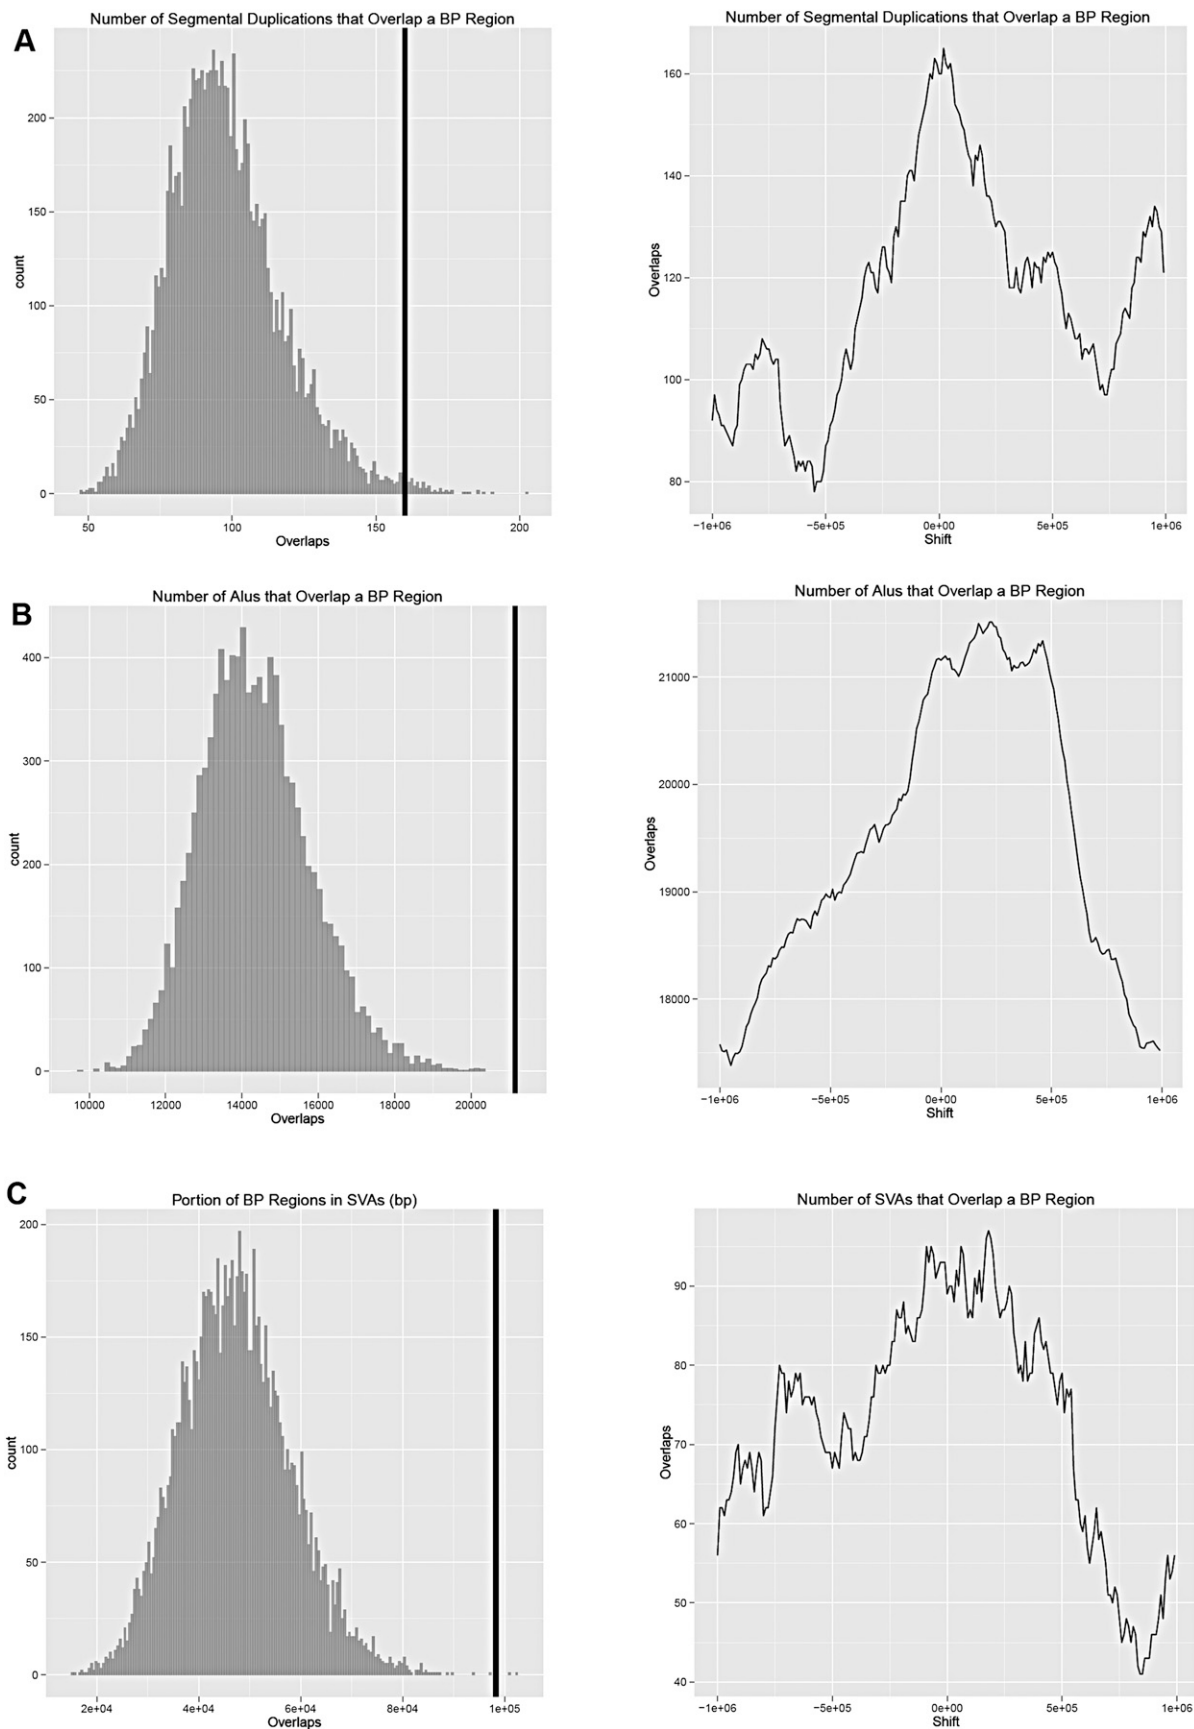 A
Number of Segmental Duplications that Overlap a BP Region
count
200
150
100
50
0
50 100 150 200
Overlaps
Number of Segmental Duplications that Overlap a BP Region
Overlaps
160
140
120
100
80
−1e+06 −5e+05 0e+00 5e+05 1e+06
Shift
B
Number of Alus that Overlap a BP Region
count
400
300
200
100
0
10000 12000 14000 16000 18000 20000
Overlaps
Number of Alus that Overlap a BP Region
Overlaps
21000
20000
19000
18000
−1e+06 −5e+05 0e+00 5e+05 1e+06
Shift
C
Portion of BP Regions in SVAs (bp)
count
200
150
100
50
0
2e+04 4e+04 6e+04 8e+04 1e+05
Overlaps
Number of SVAs that Overlap a BP Region
Overlaps
90
80
70
60
50
40
−1e+06 −5e+05 0e+00 5e+05 1e+06
Shift